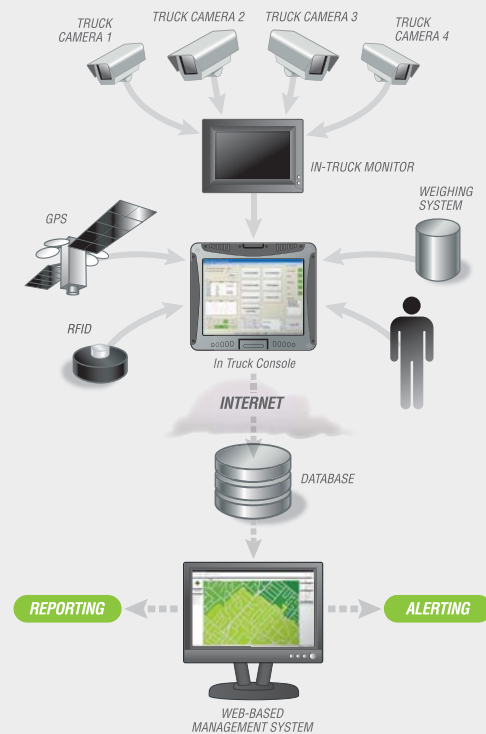 TRUCK
CAMERA 1
TRUCK CAMERA 2
TRUCK CAMERA 3
TRUCK
CAMERA 4
IN-TRUCK MONITOR
GPS
WEIGHING
SYSTEM
RFID
In Truck Console
INTERNET
DATABASE
REPORTING
ALERTING
WEB-BASED
MANAGEMENT SYSTEM